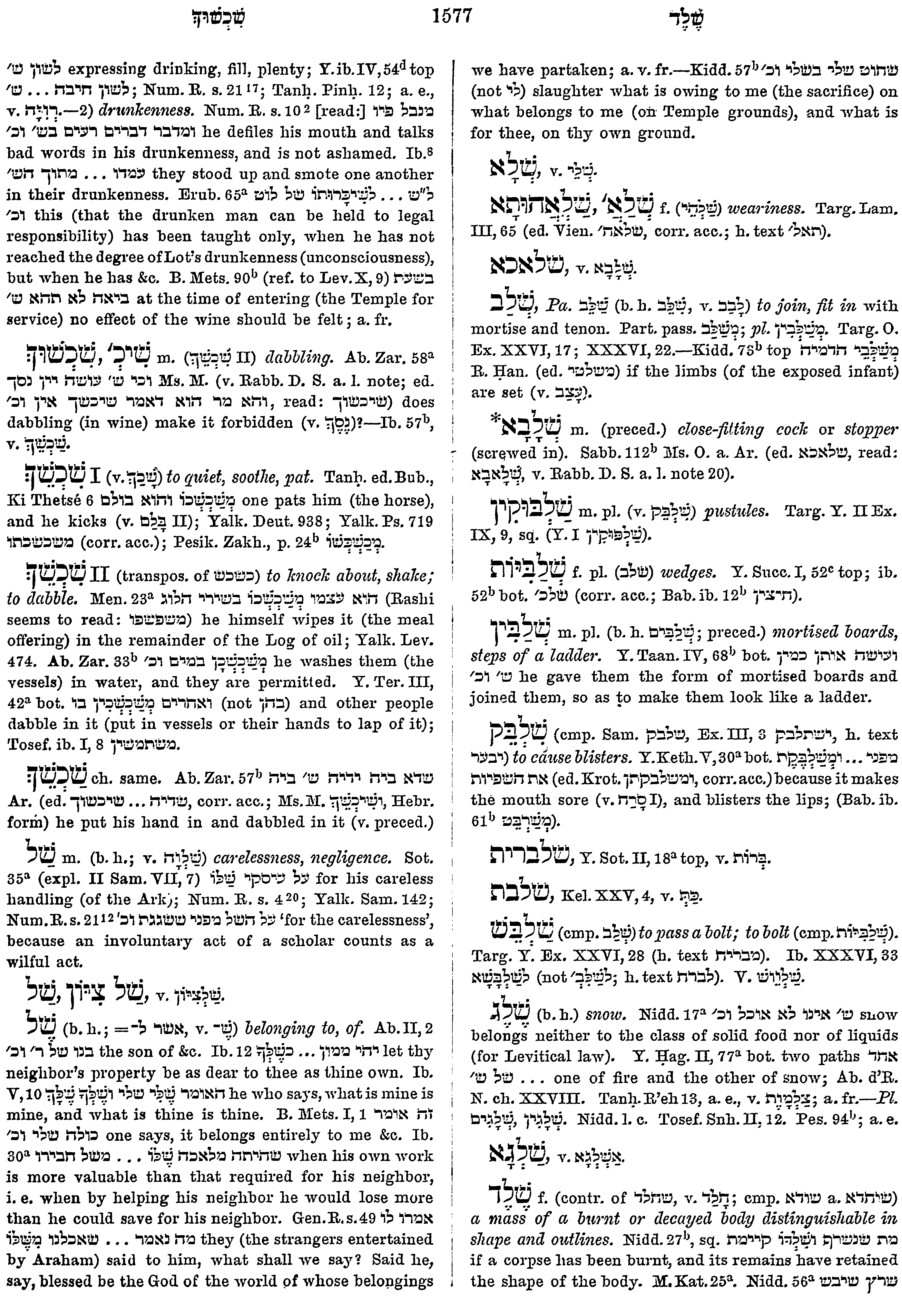 שִׁכְשׁוּךְ 1577 שֶׁלֶד
לשון ש׳ expressing drinking, fill, plenty; Y.ib.IV,54ᵈ top
לשון חיבה ... ש׳; Num. R. s. 21¹⁷; Tanḥ. Pinḥ. 12; a. e.,
v. רְוָיָה.—2) drunkenness. Num. R. s. 10² [read:] מנבל פיו
ומדבר דברים רעים בש׳ וכ׳ he defiles his mouth and talks
bad words in his drunkenness, and is not ashamed. Ib.⁸
עמדו ... מתוך הש׳ they stood up and smote one another
in their drunkenness. Erub. 65ᵃ ל״ש ... לְשִׁיכָּרוּתוֹ של לוט
וכ׳ this (that the drunken man can be held to legal
responsibility) has been taught only, when he has not
reached the degree of Lot's drunkenness (unconsciousness),
but when he has &c. B. Mets. 90ᵇ (ref. to Lev. X, 9) בשעת
ביאה לא תהא ש׳ at the time of entering (the Temple for
service) no effect of the wine should be felt; a. fr.
שִׁכְשׁוּךְ, שִׁיכְ׳ m. (שִׁכְשֵׁךְ II) dabbling. Ab. Zar. 58ᵃ
וכי ש׳ עושה יין נסך Ms. M. (v. Rabb. D. S. a. l. note; ed.
והא מר הוא דאמר שיכשך אין וכ׳, read: שיכשוך) does
dabbling (in wine) make it forbidden (v. נֶסֶךְ)?—Ib. 57ᵇ,
v. שַׁכְשֵׁךְ.
שִׁכְשֵׁךְ I (v. שָׁכַךְ) to quiet, soothe, pat. Tanḥ. ed. Bub.,
Ki Thetsé 6 מְשַׁכְשְׁכוֹ והוא בולם one pats him (the horse),
and he kicks (v. בָּלַם II); Yalk. Deut. 938; Yalk. Ps. 719
משכשכתו (corr. acc.); Pesik. Zakh., p. 24ᵇ מְכַשְׁכְּשׁוֹ.
שִׁכְשֵׁךְ II (transpos. of כשכש) to knock about, shake;
to dabble. Men. 23ᵃ הוא עצמו מְשַׁכְשְׁכוֹ בשירי הלוג (Rashi
seems to read: משפשפו) he himself wipes it (the meal
offering) in the remainder of the Log of oil; Yalk. Lev.
474. Ab. Zar. 33ᵇ מְשַׁכְשְׁכָן במים וכ׳ he washes them (the
vessels) in water, and they are permitted. Y. Ter. III,
42ᵃ bot. ואחרים מְשַׁכְשְׁכִין בו (not בהן) and other people
dabble in it (put in vessels or their hands to lap of it);
Tosef. ib. I, 8 משתמשין.
שַׁכְשֵׁךְ ch. same. Ab. Zar. 57ᵇ שדא ביה ידיה ש׳ ביה
Ar. (ed. שדיה ... שיכשוך, corr. acc.; Ms. M. וְשִׁיכְשֵׁךְ, Hebr.
form) he put his hand in and dabbled in it (v. preced.)
שַׁל m. (b. h.; v. שַׁלְוָה) carelessness, negligence. Sot.
35ᵃ (expl. II Sam. VII, 7) על עיסקי שַׁלּוֹ for his careless
handling (of the Ark); Num. R. s. 4²⁰; Yalk. Sam. 142;
Num. R. s. 21¹² על השל מפני ששגגת וכ׳ 'for the carelessness',
because an involuntary act of a scholar counts as a
wilful act.
שֵׁל, שֵׁל צִיּוֹן, v. שַׁלְצִיּוֹן.
שֶׁל (b. h.; = אשר ל־, v. שֶׁ־) belonging to, of. Ab. II, 2
בנו של ר׳ וכ׳ the son of &c. Ib. 12 יהי ממון ... כשֶׁלְּךָ let thy
neighbor's property be as dear to thee as thine own. Ib.
V, 10 האומר שֶׁלִּי שלי ושֶׁלְּךָ שֶׁלְּךָ he who says, what is mine is
mine, and what is thine is thine. B. Mets. I, 1 זה אומר
כולה שלי וכ׳ one says, it belongs entirely to me &c. Ib.
30ᵃ שהיתה מלאכה שֶׁלּוֹ ... משל חבירו when his own work
is more valuable than that required for his neighbor,
i. e. when by helping his neighbor he would lose more
than he could save for his neighbor. Gen. R. s. 49 אמרו לו
מה נאמר ... שאכלנו מִשֶּׁלּוֹ they (the strangers entertained
by Araham) said to him, what shall we say? Said he,
say, blessed be the God of the world of whose belongings
we have partaken; a. v. fr.—Kidd. 57ᵇ שחוט שלי בשלי וכ׳
(not לי) slaughter what is owing to me (the sacrifice) on
what belongs to me (on Temple grounds), and what is
for thee, on thy own ground.
שְׁלָא, v. שְׁלֵי.
שְׁלַאֲהוּתָא, שְׁלָא׳ f. (שַׁלְהֵי) weariness. Targ. Lam.
III, 65 (ed. Vien. שלאה׳, corr. acc.; h. text תאל׳).
שלאכא, v. שְׁלָבָא.
שָׁלַב, Pa. שַׁלֵּב (b. h. שִׁלֵּב, v. לָבַב) to join, fit in with
mortise and tenon. Part. pass. מְשַׁלַּב; pl. מְשַׁלְּבִין. Targ. O.
Ex. XXVI, 17; XXXVI, 22.—Kidd. 73ᵇ top מְשַׁלְּבֵי הדמיה
R. Ḥan. (ed. משלטי) if the limbs (of the exposed infant)
are set (v. עָצַב).
*שְׁלָבָא m. (preced.) close-fitting cock or stopper
(screwed in). Sabb. 112ᵇ Ms. O. a. Ar. (ed. שלאכא, read:
שְׁלָאבָא, v. Rabb. D. S. a. l. note 20).
שַׁלְבּוּקִין m. pl. (v. שַׁלְבֵּק) pustules. Targ. Y. II Ex.
IX, 9, sq. (Y. I שַׁלְפּוּקִין).
שַׁלְבִּיּוֹת f. pl. (שלב) wedges. Y. Succ. I, 52ᶜ top; ib.
52ᵇ bot. שלכ׳ (corr. acc.; Bab. ib. 12ᵇ חיצין).
שְׁלַבִּין m. pl. (b. h. שְׁלַבִּים; preced.) mortised boards,
steps of a ladder. Y. Taan. IV, 68ᵇ bot. ועושה אותן כמין
ש׳ וכ׳ he gave them the form of mortised boards and
joined them, so as to make them look like a ladder.
שִׁלְבֵּק (cmp. Sam. שלבק, Ex. III, 3 ישתלבק, h. text
יבער) to cause blisters. Y. Keth. V, 30ᵃ bot. מפני ... וּמְשַׁלְבֶּקֶת
את השפיות (ed. Krot. ומשלבקתן, corr. acc.) because it makes
the mouth sore (v. סָרַח I), and blisters the lips; (Bab. ib.
61ᵇ מְשַׁרְבֵּט).
שלברית, Y. Sot. II, 18ᵃ top, v. בְּרוֹת.
שלבת, Kel. XXV, 4, v. בַּת.
שַׁלְבֵּשׁ (cmp. שְׁלַב) to pass a bolt; to bolt (cmp. שַׁלְבִּיּוֹת).
Targ. Y. Ex. XXVI, 28 (h. text מבריח). Ib. XXXVI, 33
לשַׁלְבָּשָׁא (not לשַׁלְּבְ׳; h. text לברח). V. שַׁלְוֵישׁ.
שֶׁלֶג (b. h.) snow. Nidd. 17ᵃ ש׳ אינו לא אוכל וכ׳ snow
belongs neither to the class of solid food nor of liquids
(for Levitical law). Y. Ḥag. II, 77ᵃ bot. two paths אחד
של ש׳ ... one of fire and the other of snow; Ab. d'R.
N. ch. XXVIII. Tanḥ. R'eh 13, a. e., v. צַלְמָוֶת; a. fr.—Pl.
שְׁלָגִים, שְׁלָגִין. Nidd. l. c. Tosef. Snh. II, 12. Pes. 94ᵇ; a. e.
שַׁלְגָּא, v. אַשְׁלְגָא.
שֶׁלֶד f. (contr. of שחלד, v. חָלַד; cmp. שודא a. שיחדא)
a mass of a burnt or decayed body distinguishable in
shape and outlines. Nidd. 27ᵇ, sq. מת שנשרף ושִׁלְדּוֹ קיימת
if a corpse has been burnt, and its remains have retained
the shape of the body. M. Kat. 25ᵃ. Nidd. 56ᵃ שרץ שיבש